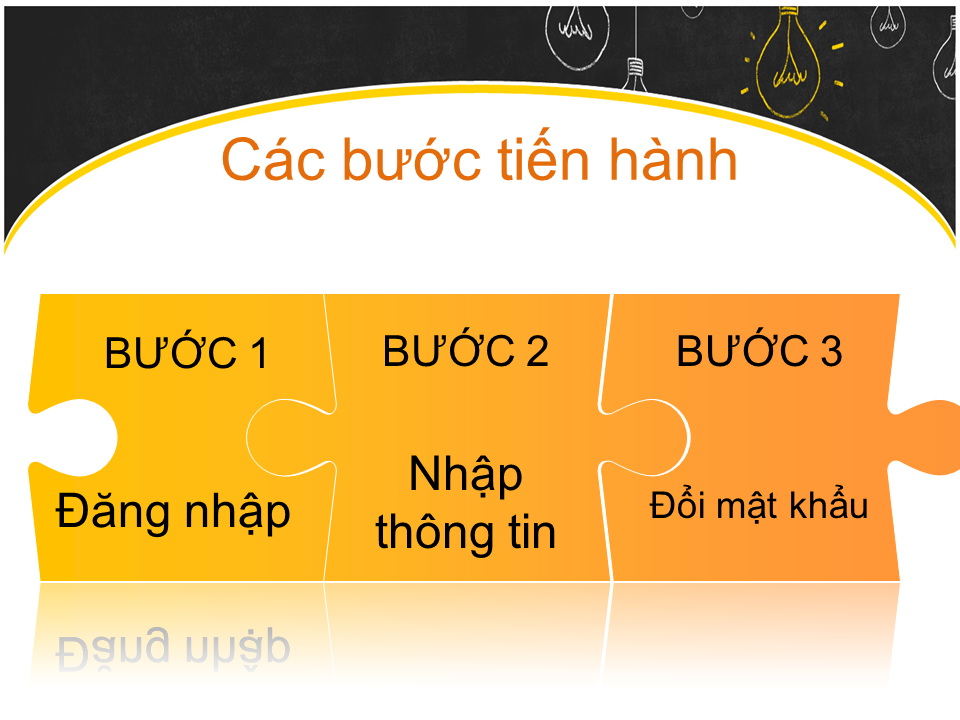 Các bước tiến hành
BƯỚC 1
Đăng nhập
BƯỚC 2
Nhập
thông tin
BƯỚC 3
Đổi mật khẩu